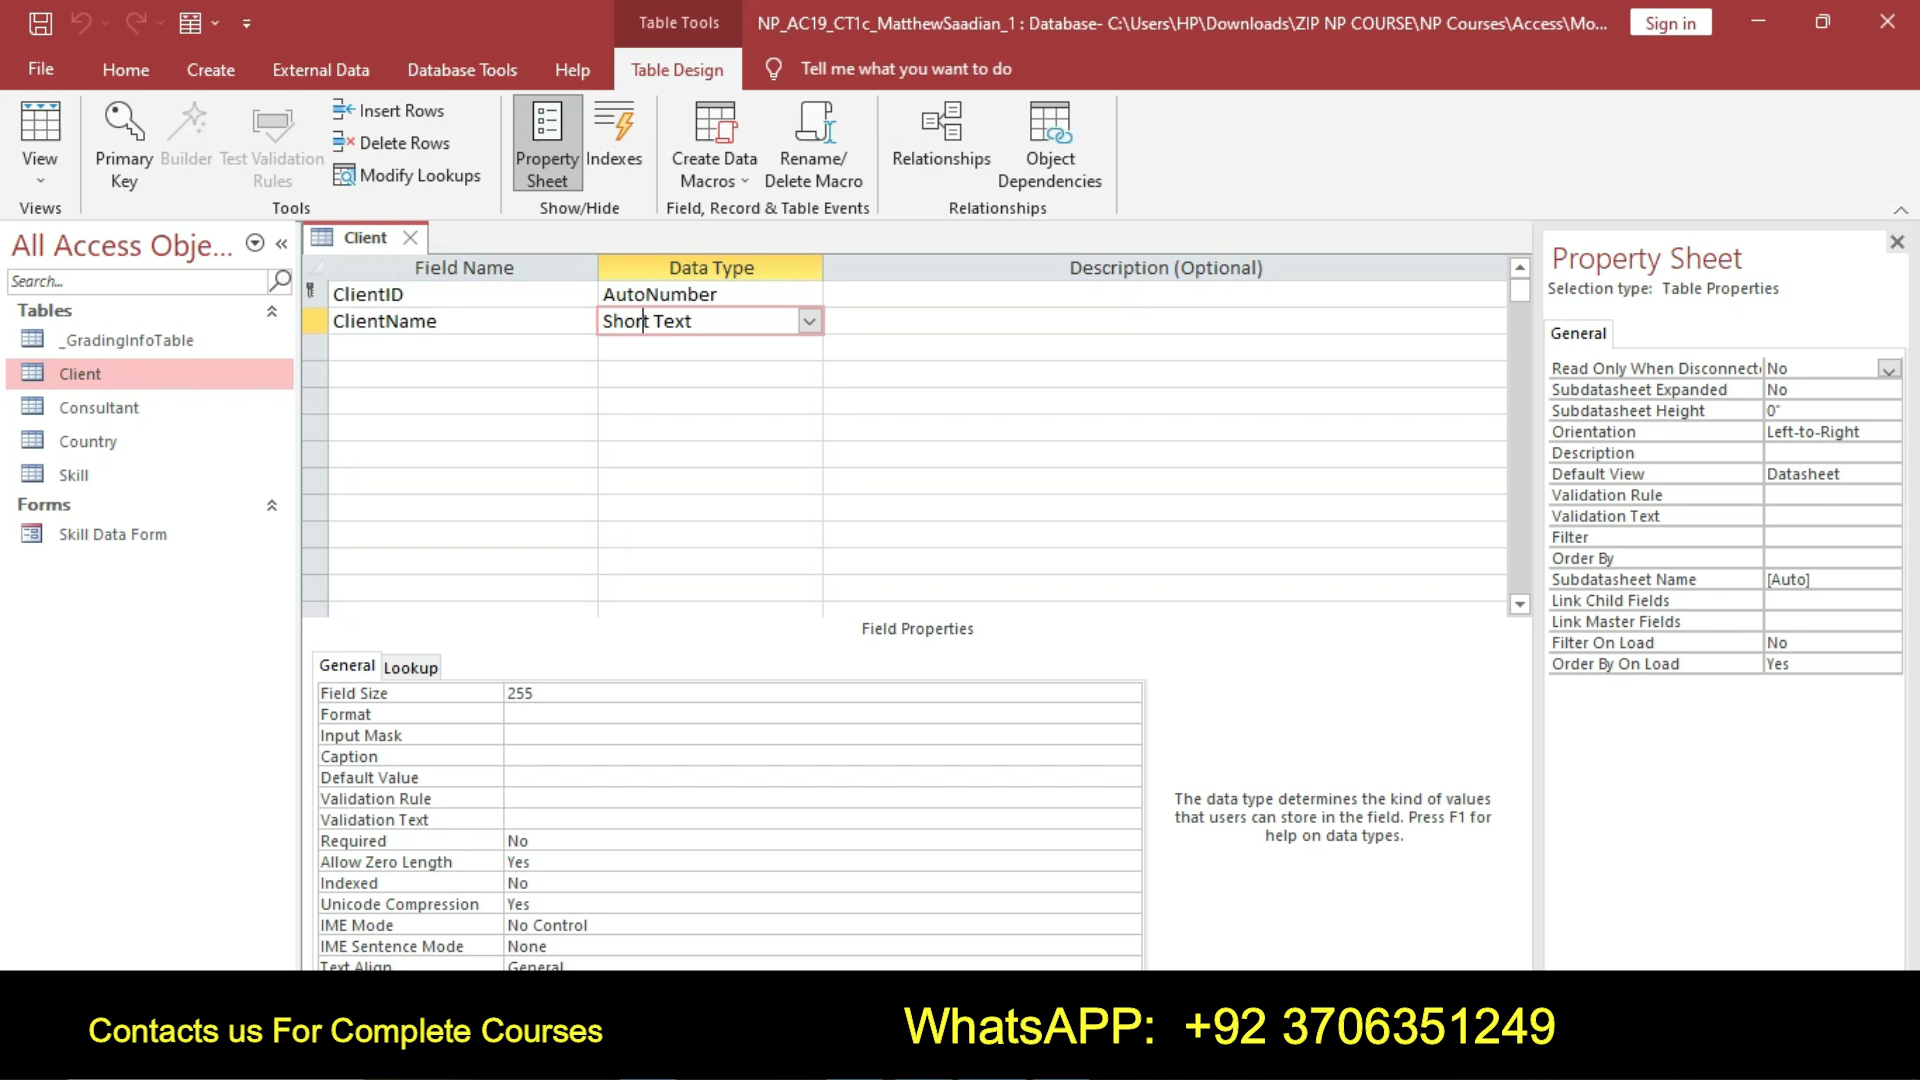 Table Tools
NP_AC19_CT1c_MatthewSaadian_1 : Database- C:\Users\HP\Downloads\ZIP NP COURSE\NP Courses\Access\Mo...
Sign in
File
Home
Create
External Data
Database Tools
Help
Table Design
Tell me what you want to do
View
Primary Key
Builder
Test Validation Rules
Insert Rows
Delete Rows
Modify Lookups
Property Sheet
Indexes
Create Data Macros
Rename/ Delete Macro
Relationships
Object Dependencies
Views
Tools
Show/Hide
Field, Record & Table Events
Relationships
All Access Obje...
Search...
Tables
_GradingInfoTable
Client
Consultant
Country
Skill
Forms
Skill Data Form
Client
Field Name
Data Type
Description (Optional)
ClientID
AutoNumber
ClientName
Short Text
Field Properties
General
Lookup
Field Size
255
Format
Input Mask
Caption
Default Value
Validation Rule
Validation Text
Required
No
Allow Zero Length
Yes
Indexed
No
Unicode Compression
Yes
IME Mode
No Control
IME Sentence Mode
None
Text Align
General
The data type determines the kind of values
that users can store in the field. Press F1 for
help on data types.
Property Sheet
Selection type: Table Properties
General
Read Only When Disconnect
No
Subdatasheet Expanded
No
Subdatasheet Height
0"
Orientation
Left-to-Right
Description
Default View
Datasheet
Validation Rule
Validation Text
Filter
Order By
Subdatasheet Name
[Auto]
Link Child Fields
Link Master Fields
Filter On Load
No
Order By On Load
Yes
Contacts us For Complete Courses
WhatsAPP: +92 3706351249